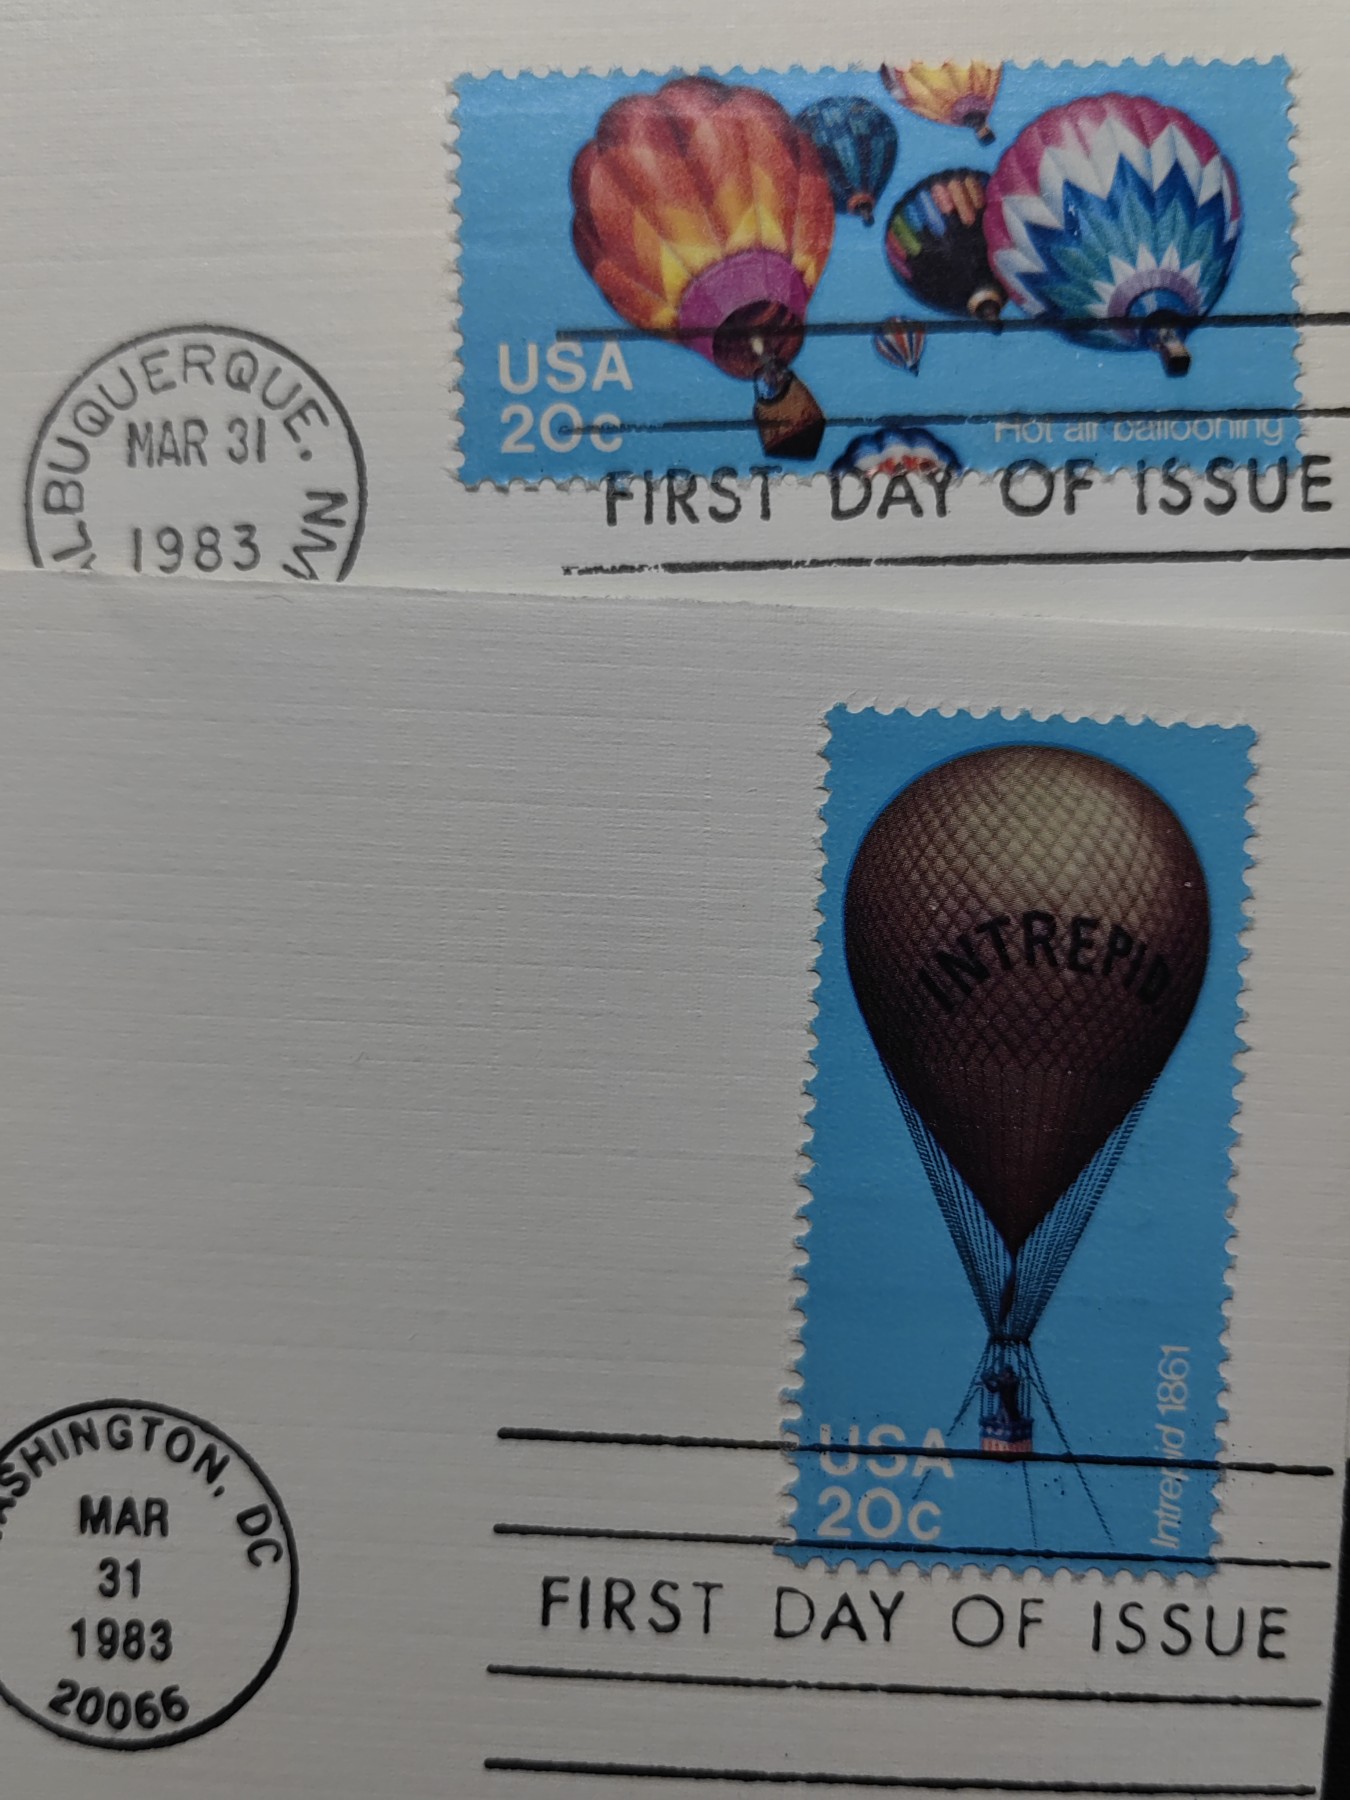 USA
20c
Hot air ballooning
ALBUQUERQUE, NM
MAR 31
1983
FIRST DAY OF ISSUE
INTREPID
Intrepid 1861
USA
20c
WASHINGTON, DC
MAR
31
1983
20066
FIRST DAY OF ISSUE